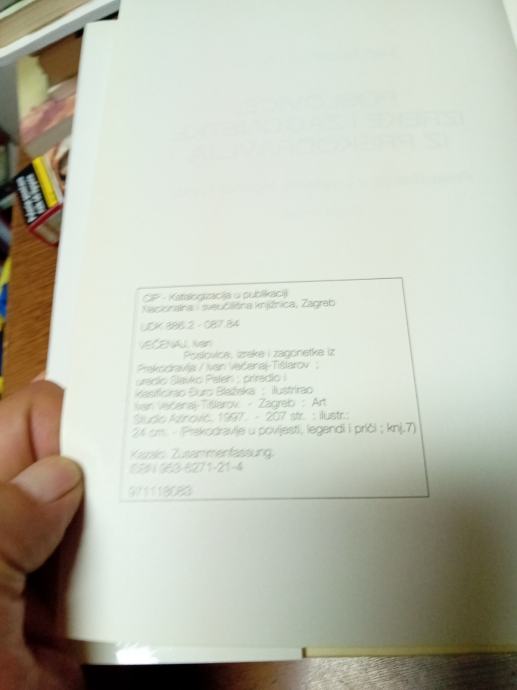 CIP - Katalogizacija u publikaciji
Nacionalna i sveučilišna knjižnica, Zagreb
UDK 886.2 - 087.84
VEČENAJ, Ivan
Poslovice, izreke i zagonetke iz
Prekodravlja / Ivan Večenaj-Tišlarov ;
uredio Slavko Palen ; priredio i
klasificirao Đuro Blažeka ; ilustrirao
Ivan Večenaj-Tišlarov. - Zagreb : Art
Studio Azinović, 1997. - 207 str. : ilustr.;
24 cm. - (Prekodravlje u povijesti, legendi i priči ; knj.7)
Kazalo. Zusammenfassung.
ISBN 953-6271-21-4
971118083